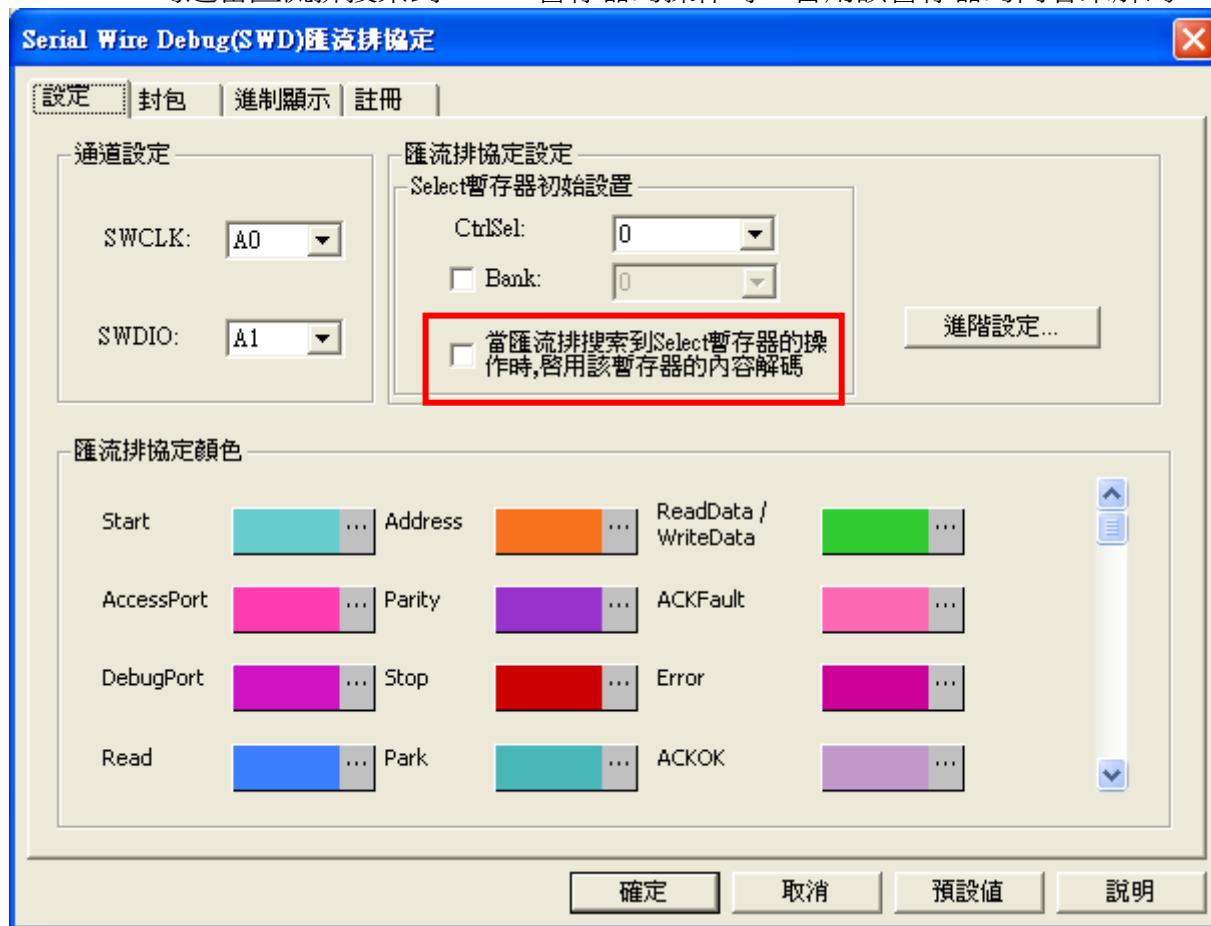 Serial Wire Debug(SWD)匯流排協定
設定 封包 進制顯示 註冊
通道設定
SWCLK: A0
SWDIO: A1
匯流排協定設定
Select暫存器初始設置
CtrlSel: 0
Bank: 0
當匯流排搜索到Select暫存器的操
作時,啓用該暫存器的內容解碼
進階設定...
匯流排協定顏色
Start ... Address ... ReadData /
WriteData ...
AccessPort ... Parity ... ACKFault ...
DebugPort ... Stop ... Error ...
Read ... Park ... ACKOK ...
確定 取消 預設值 説明